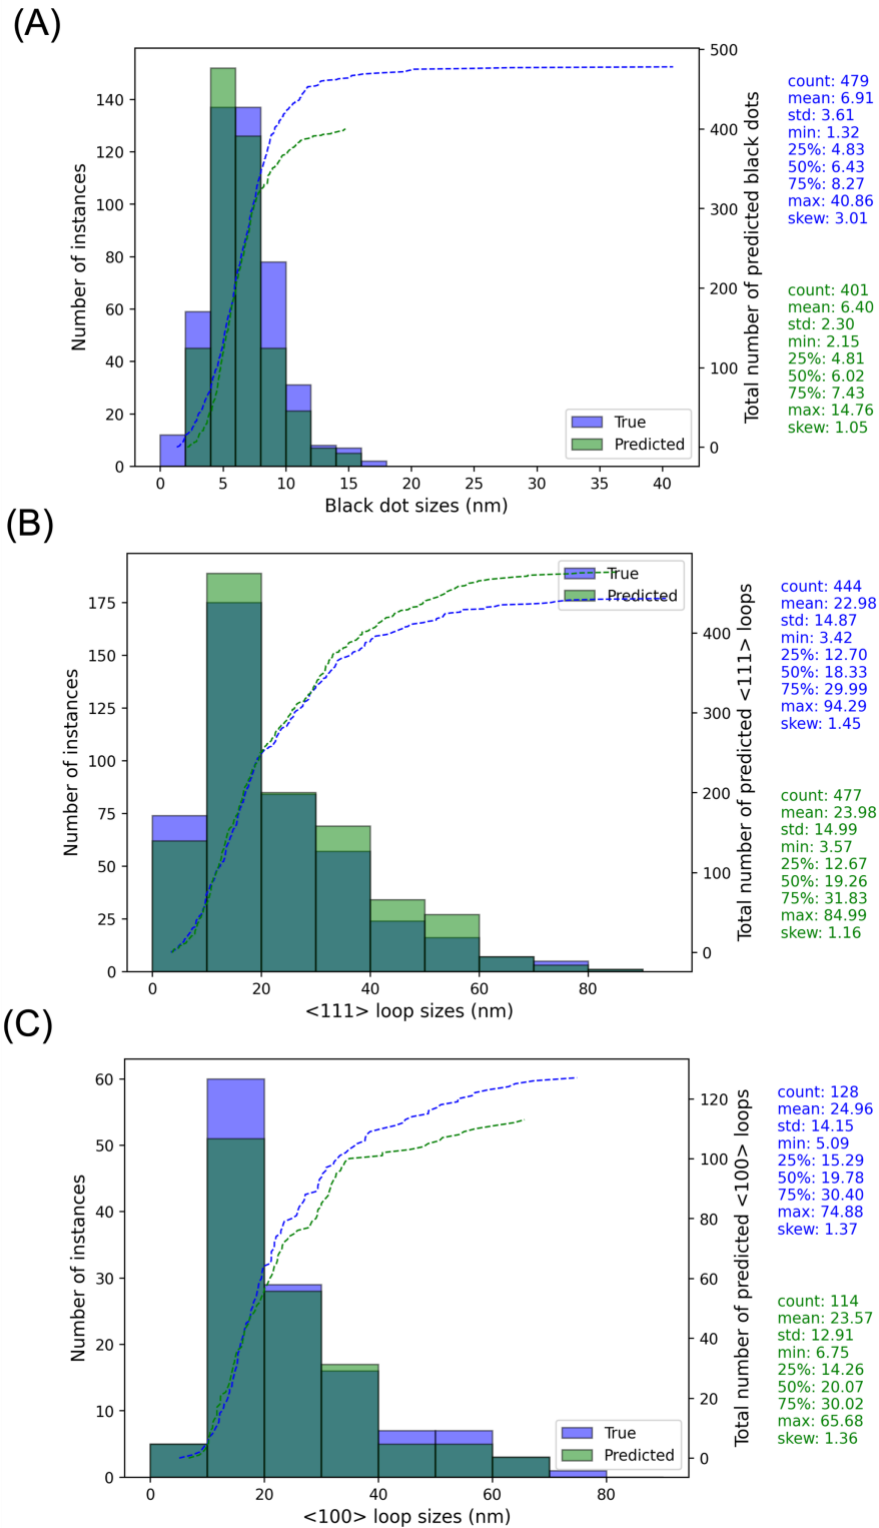 (A)
Number of instances
0
20
40
60
80
100
120
140
0
5
10
15
20
25
30
35
40
Black dot sizes (nm)
0
100
200
300
400
500
Total number of predicted black dots
True
Predicted
count: 479
mean: 6.91
std: 3.61
min: 1.32
25%: 4.83
50%: 6.43
75%: 8.27
max: 40.86
skew: 3.01
count: 401
mean: 6.40
std: 2.30
min: 2.15
25%: 4.81
50%: 6.02
75%: 7.43
max: 14.76
skew: 1.05
(B)
Number of instances
0
25
50
75
100
125
150
175
0
20
40
60
80
<111> loop sizes (nm)
0
100
200
300
400
Total number of predicted <111> loops
True
Predicted
count: 444
mean: 22.98
std: 14.87
min: 3.42
25%: 12.70
50%: 18.33
75%: 29.99
max: 94.29
skew: 1.45
count: 477
mean: 23.98
std: 14.99
min: 3.57
25%: 12.67
50%: 19.26
75%: 31.83
max: 84.99
skew: 1.16
(C)
Number of instances
0
10
20
30
40
50
60
0
20
40
60
80
<100> loop sizes (nm)
0
20
40
60
80
100
120
Total number of predicted <100> loops
True
Predicted
count: 128
mean: 24.96
std: 14.15
min: 5.09
25%: 15.29
50%: 19.78
75%: 30.40
max: 74.88
skew: 1.37
count: 114
mean: 23.57
std: 12.91
min: 6.75
25%: 14.26
50%: 20.07
75%: 30.02
max: 65.68
skew: 1.36